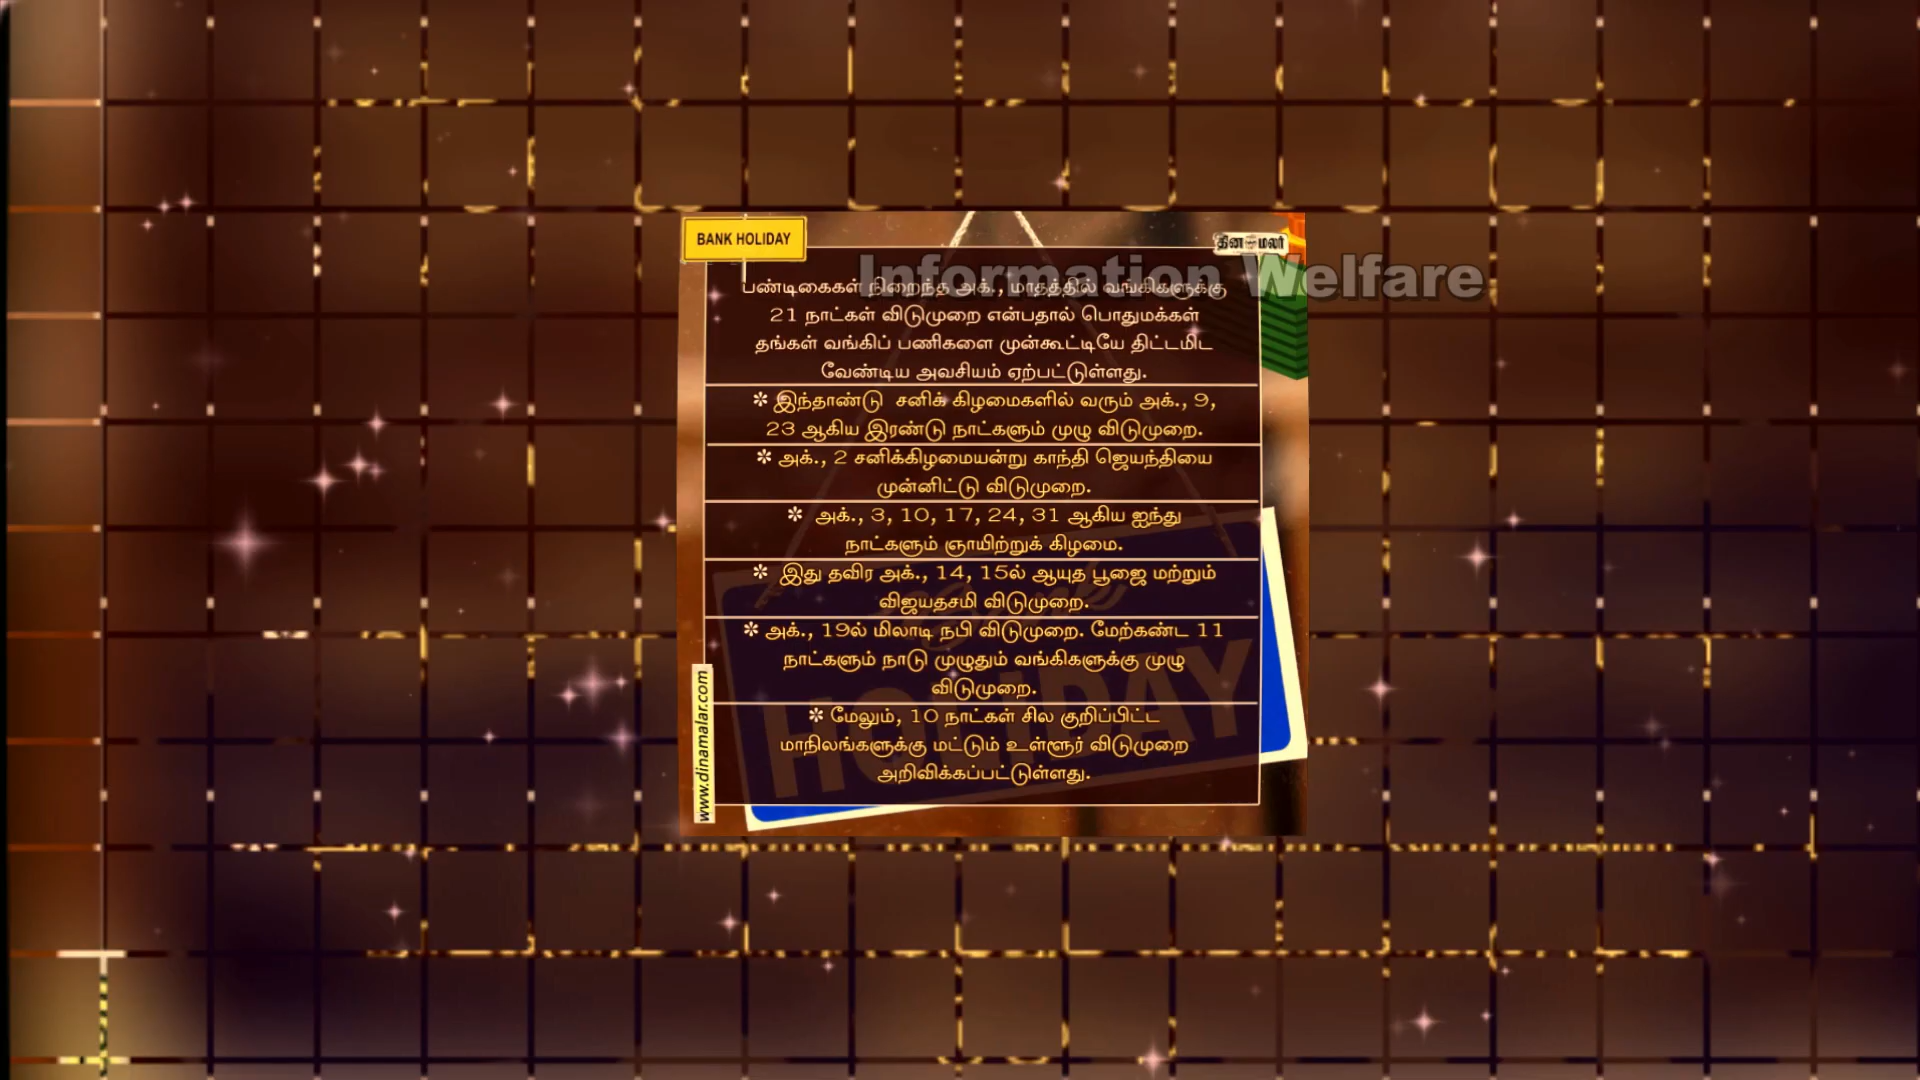 BANK HOLIDAY
தினமலர்
Information Welfare
பண்டிகைகள் நிறைந்த அக்., மாதத்தில் வங்கிகளுக்கு
21 நாட்கள் விடுமுறை என்பதால் பொதுமக்கள்
தங்கள் வங்கிப் பணிகளை முன்கூட்டியே திட்டமிட
வேண்டிய அவசியம் ஏற்பட்டுள்ளது.
✻ இந்தாண்டு சனிக் கிழமைகளில் வரும் அக்., 9,
23 ஆகிய இரண்டு நாட்களும் முழு விடுமுறை.
✻ அக்., 2 சனிக்கிழமையன்று காந்தி ஜெயந்தியை
முன்னிட்டு விடுமுறை.
✻ அக்., 3, 10, 17, 24, 31 ஆகிய ஐந்து
நாட்களும் ஞாயிற்றுக் கிழமை.
✻ இது தவிர அக்., 14, 15ல் ஆயுத பூஜை மற்றும்
விஜயதசமி விடுமுறை.
✻ அக்., 19ல் மிலாடி நபி விடுமுறை. மேற்கண்ட 11
நாட்களும் நாடு முழுதும் வங்கிகளுக்கு முழு
விடுமுறை.
✻ மேலும், 10 நாட்கள் சில குறிப்பிட்ட
மாநிலங்களுக்கு மட்டும் உள்ளூர் விடுமுறை
அறிவிக்கப்பட்டுள்ளது.
HOLIDAY
www.dinamalar.com